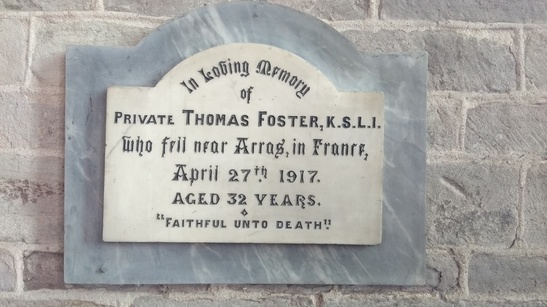 In Loving Memory
of
PRIVATE THOMAS FOSTER, K.S.L.I.
who fell near Arras, in France,
April 27th 1917.
AGED 32 YEARS.
"FAITHFUL UNTO DEATH".